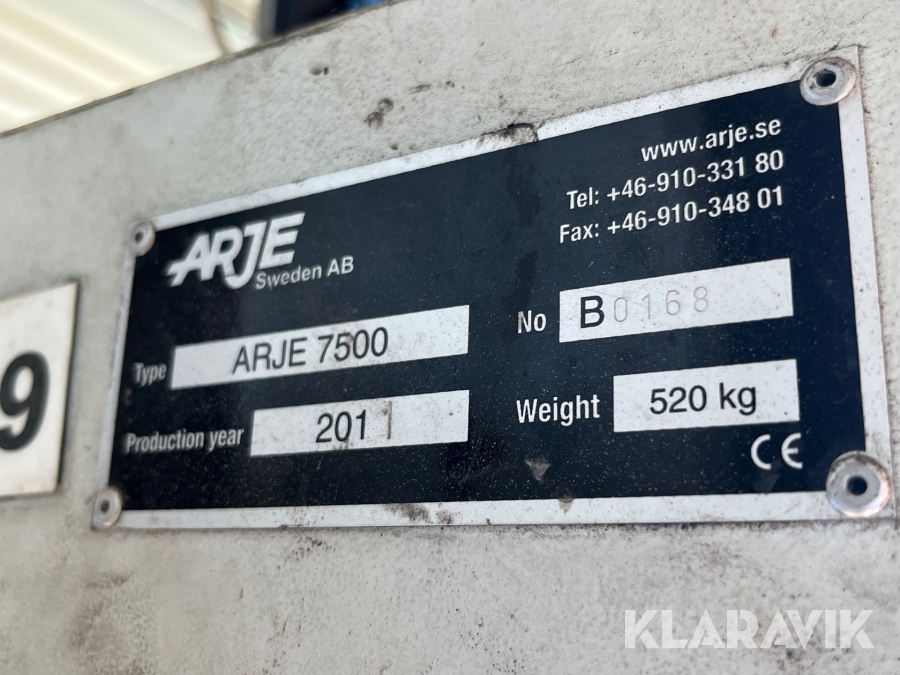 9
ARJE
Sweden AB
www.arje.se
Tel: +46-910-331 80
Fax: +46-910-348 01
Type ARJE 7500
No B0168
Production year 2011
Weight 520 kg
CE
KLARAVIK